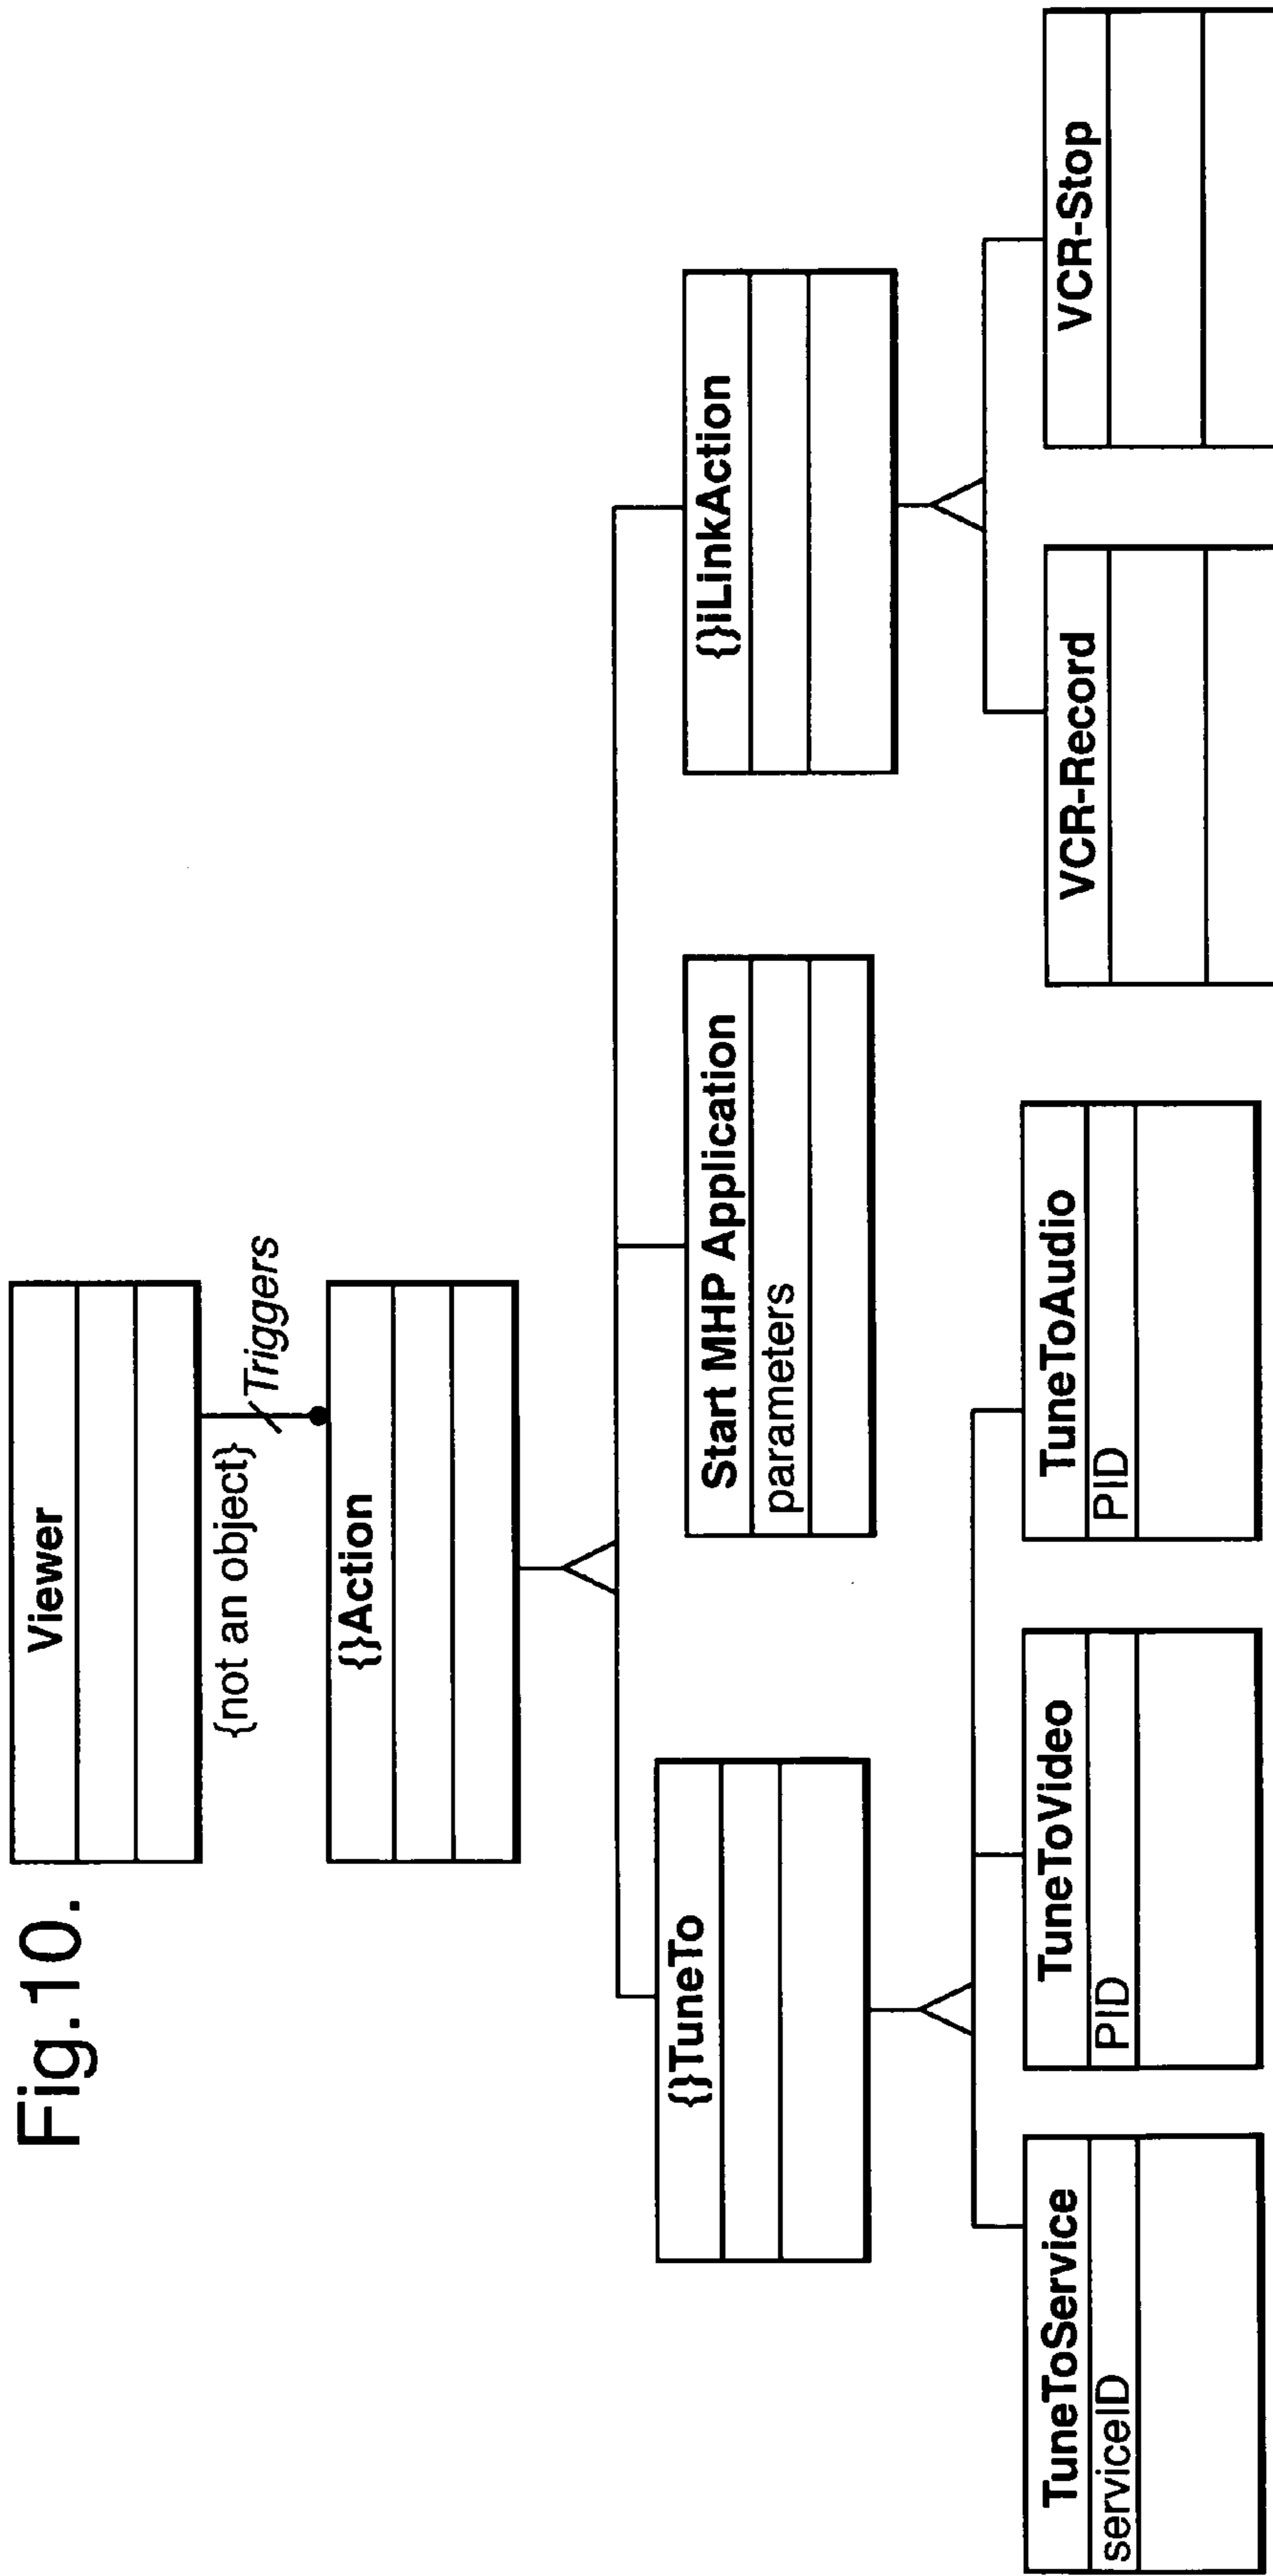 Fig.10.
Viewer
{not an object}
Triggers
{}Action
{}TuneTo
Start MHP Application
parameters
{}iLinkAction
TuneToService
serviceID
TuneToVideo
PID
TuneToAudio
PID
VCR-Record
VCR-Stop